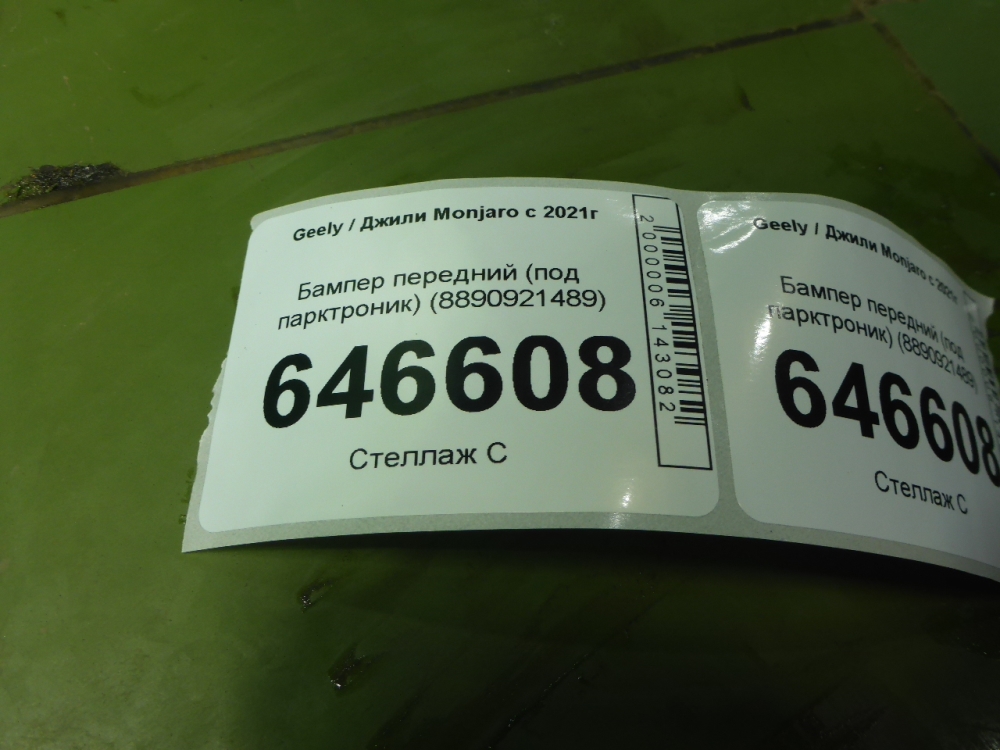 Geely / Джили Monjaro с 2021г
Бампер передний (под
парктроник) (8890921489)
646608
Стеллаж С
2000006143082
Geely / Джили Monjaro с 2021г
Бампер передний (под
парктроник) (8890921489)
646608
Стеллаж С